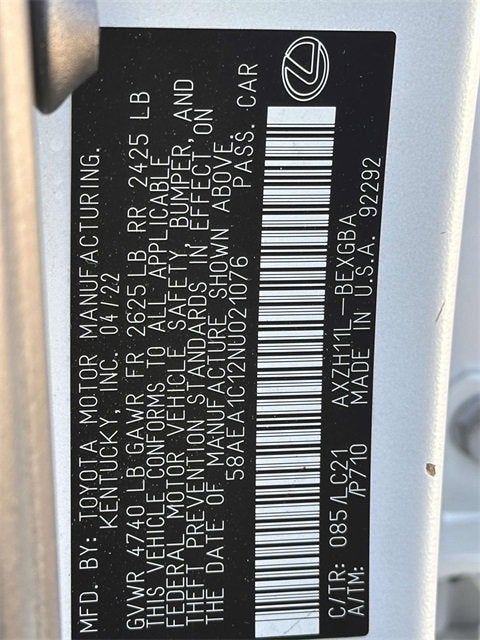 MFD. BY: TOYOTA MOTOR MANUFACTURING.
KENTUCKY, INC. 04/22
GVWR 4740 LB GAWR FR 2625 LB RR 2425 LB
THIS VEHICLE CONFORMS TO ALL APPLICABLE
FEDERAL MOTOR VEHICLE SAFETY, BUMPER, AND
THEFT PREVENTION STANDARDS IN EFFECT ON
THE DATE OF MANUFACTURE SHOWN ABOVE.
58AEA1C12NU021076 PASS. CAR
C/TR: 085/LC21 AXZH11L-BEXGBA
A/TM: /P710 MADE IN U.S.A. 92292